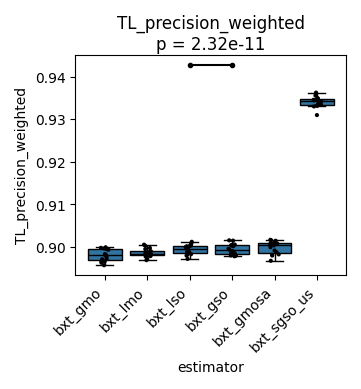 TL_precision_weighted
p = 2.32e-11
TL_precision_weighted
0.94
0.93
0.92
0.91
0.90
bxt_gmo
bxt_lmo
bxt_lso
bxt_gso
bxt_gmosa
bxt_sgso_us
estimator